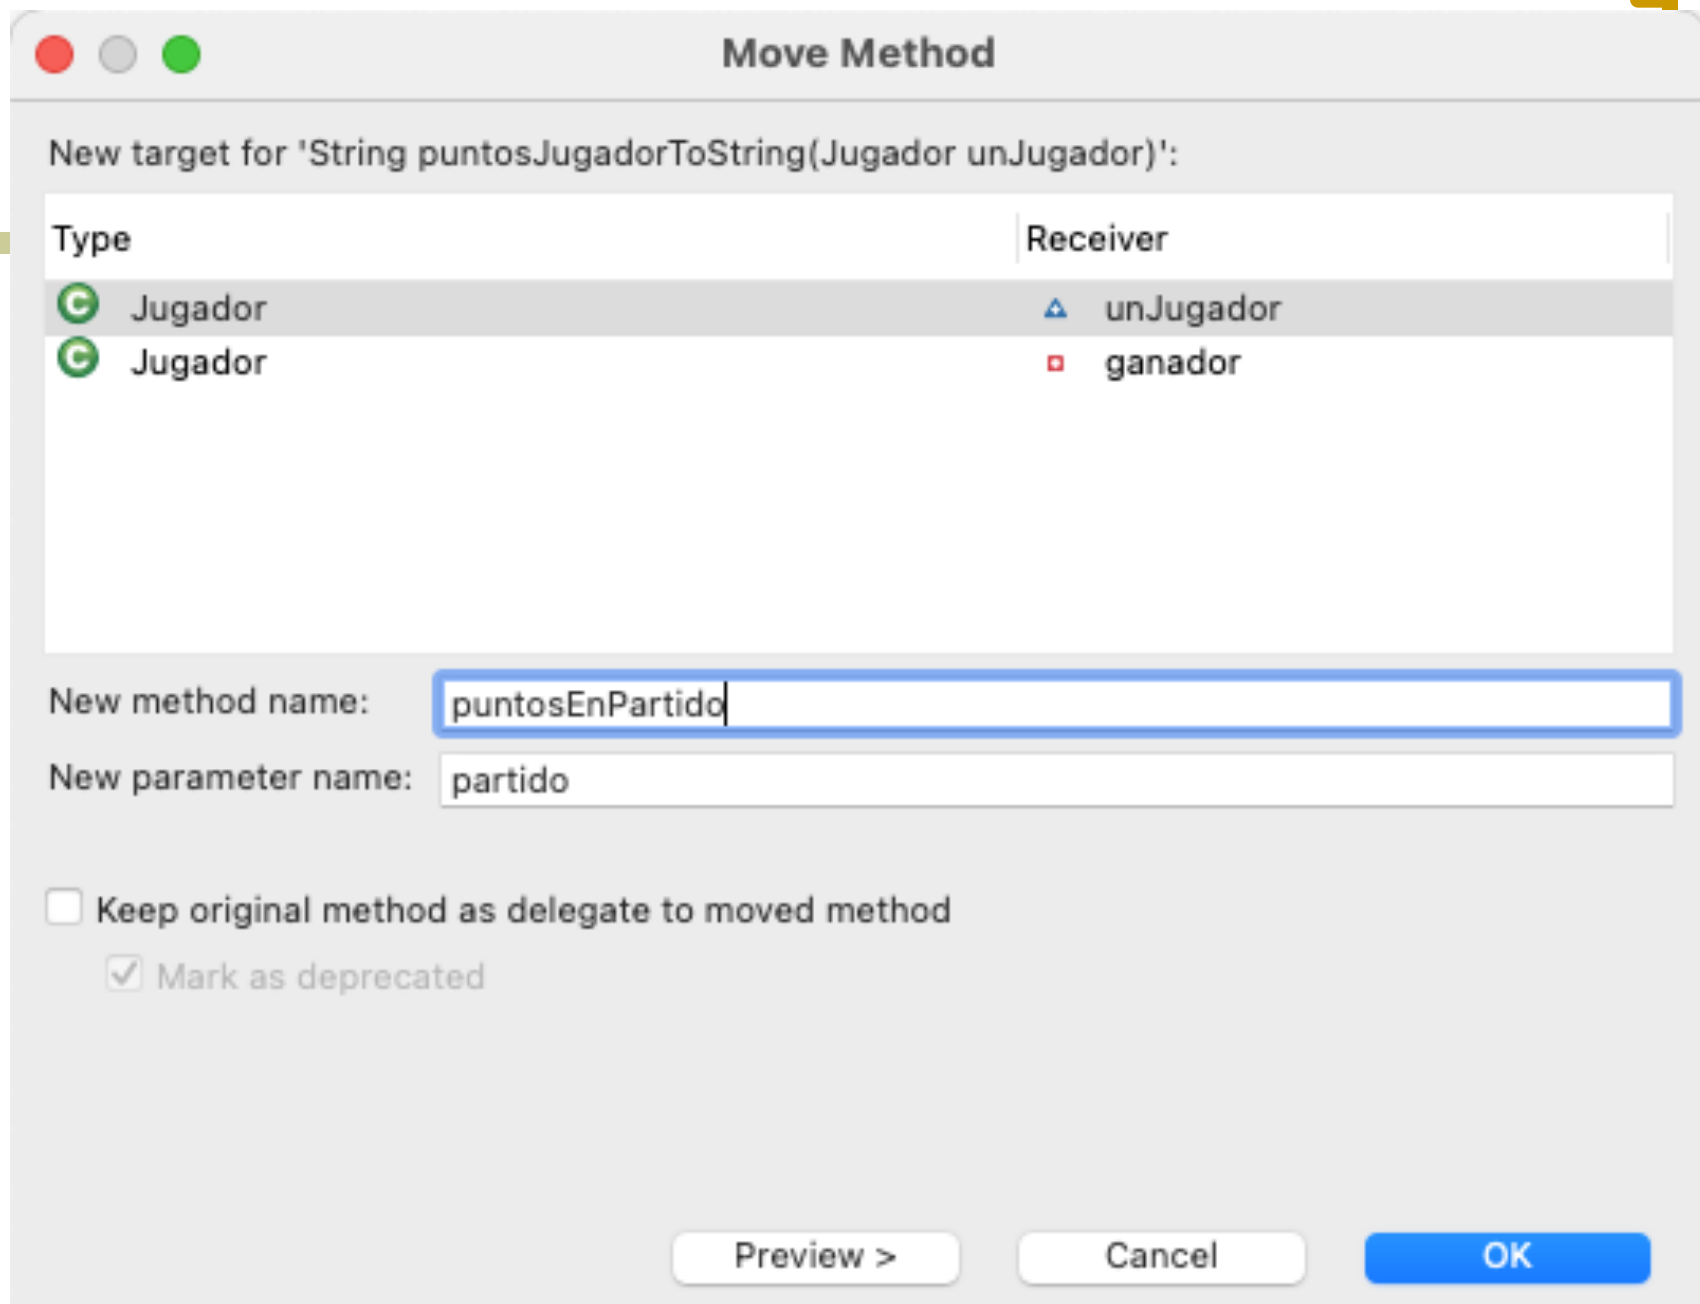 Move Method
New target for 'String puntosJugadorToString(Jugador unJugador)':
Type Receiver
Jugador unJugador
Jugador ganador
New method name: puntosEnPartido
New parameter name: partido
Keep original method as delegate to moved method
Mark as deprecated
Preview > Cancel OK